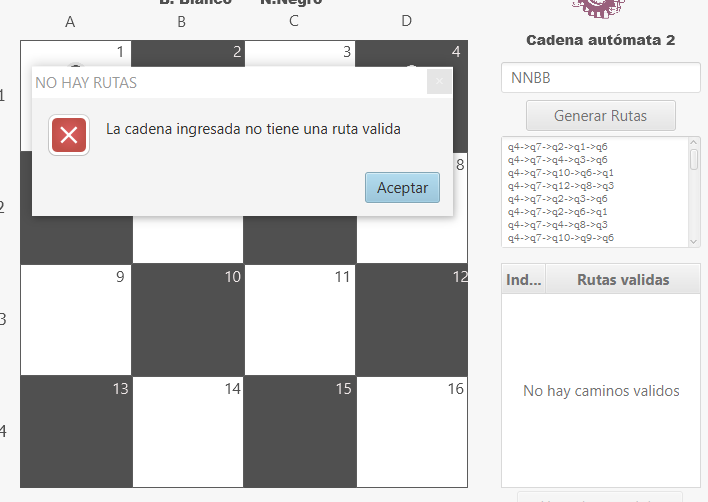 B. Blanco N.Negro
A B C D
Cadena autómata 2
1 2 3 4
NO HAY RUTAS
NNBB
1
La cadena ingresada no tiene una ruta valida
Generar Rutas
Aceptar
8
q4->q7->q2->q1->q6
q4->q7->q4->q3->q6
q4->q7->q10->q6->q1
q4->q7->q12->q8->q3
q4->q7->q2->q3->q6
q4->q7->q2->q6->q1
q4->q7->q4->q8->q3
q4->q7->q10->q9->q6
2
9 10 11 12
Ind... Rutas validas
3
No hay caminos validos
13 14 15 16
4